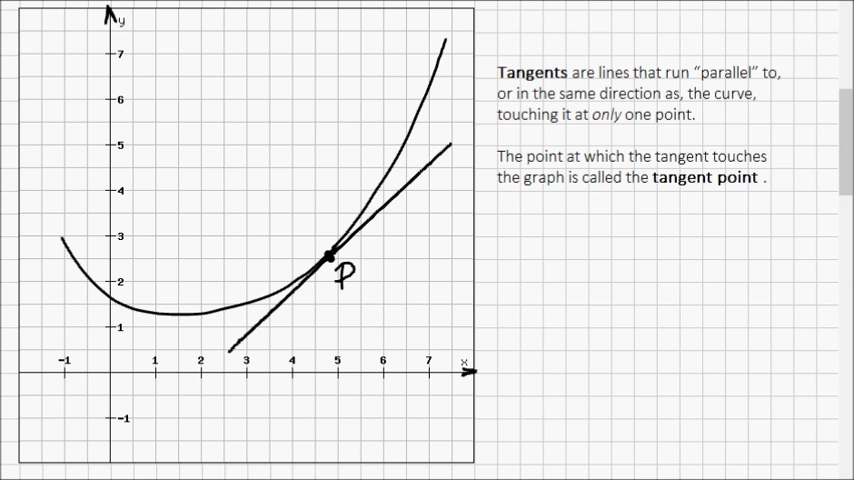 y
7
6
5
4
3
2
1
-1 1 2 3 4 5 6 7 x
-1
P
Tangents are lines that run “parallel” to,
or in the same direction as, the curve,
touching it at only one point.
The point at which the tangent touches
the graph is called the tangent point .